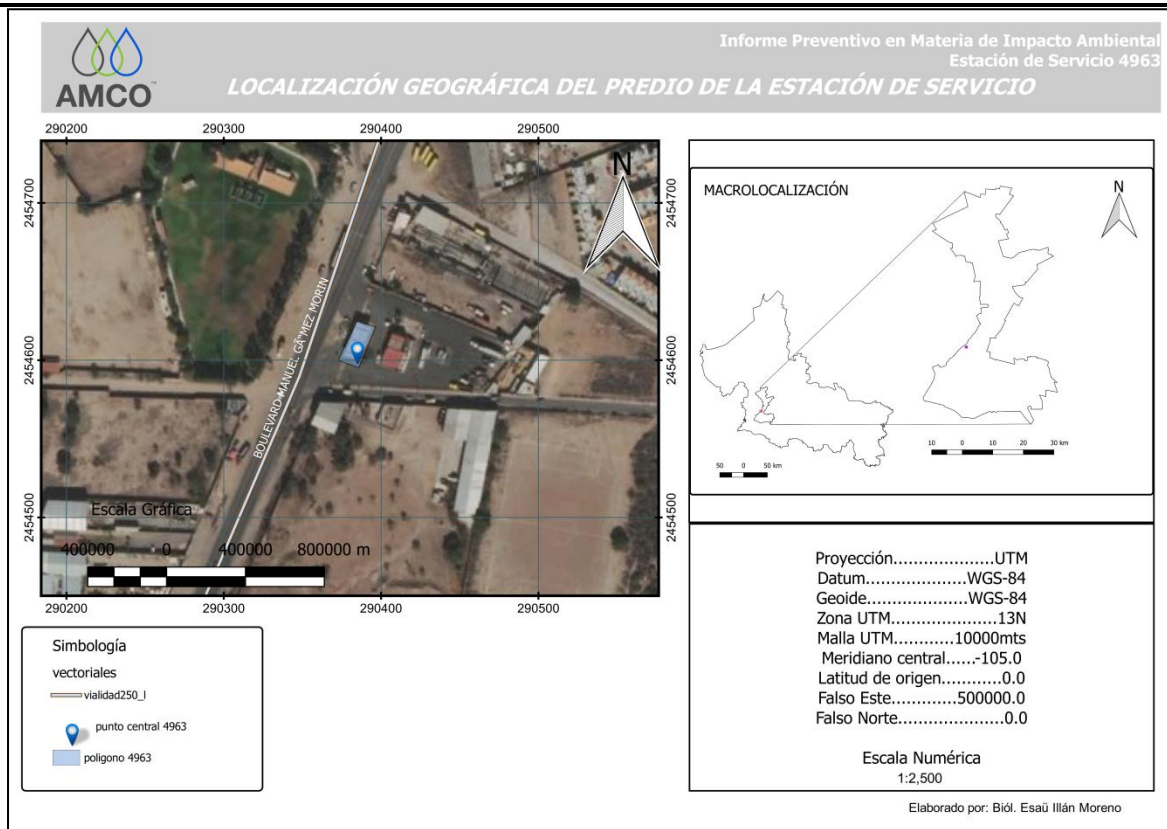 AMCO
Informe Preventivo en Materia de Impacto Ambiental
Estación de Servicio 4963
LOCALIZACIÓN GEOGRÁFICA DEL PREDIO DE LA ESTACIÓN DE SERVICIO
290200 290300 290400 290500
2454700 2454700
2454600 2454600
2454500 2454500
N
BOULEVARD MANUEL GÃ“MEZ MORIN
Escala Gráfica
400000 0 400000 800000 m
290200 290300 290400 290500
MACROLOCALIZACIÓN
N
10 0 10 20 30 km
50 0 50 km
Simbología
vectoriales
vialidad250_l
punto central 4963
poligono 4963
Proyección.....................UTM
Datum...................WGS-84
Geoide...................WGS-84
Zona UTM....................13N
Malla UTM............10000mts
Meridiano central......-105.0
Latitud de origen............0.0
Falso Este.............500000.0
Falso Norte.....................0.0
Escala Numérica
1:2,500
Elaborado por: Biól. Esaü Illán Moreno